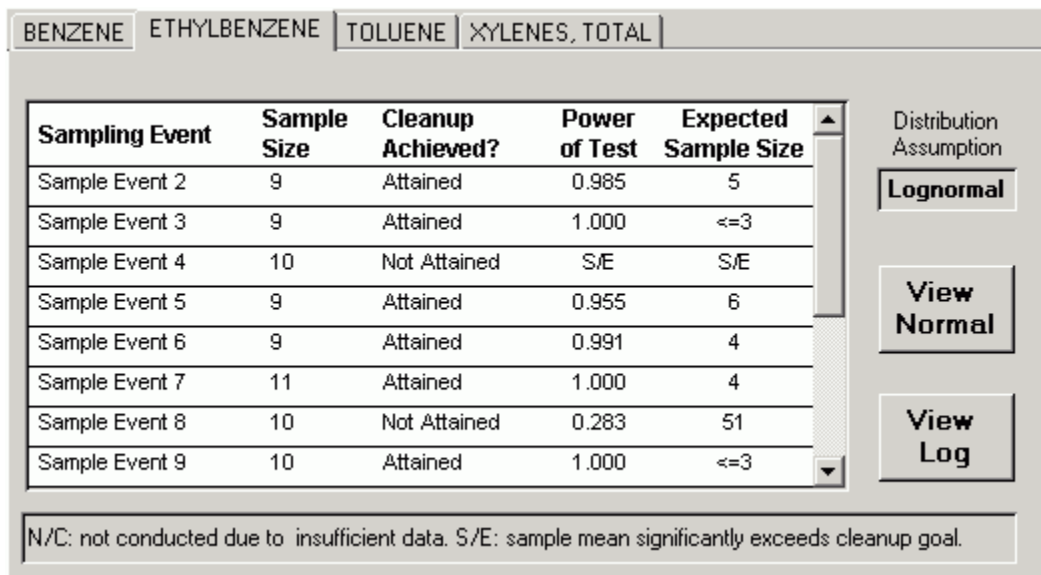 BENZENE ETHYLBENZENE TOLUENE XYLENES, TOTAL
Sampling Event Sample Size Cleanup Achieved? Power of Test Expected Sample Size
Sample Event 2 9 Attained 0.985 5
Sample Event 3 9 Attained 1.000 <=3
Sample Event 4 10 Not Attained S/E S/E
Sample Event 5 9 Attained 0.955 6
Sample Event 6 9 Attained 0.991 4
Sample Event 7 11 Attained 1.000 4
Sample Event 8 10 Not Attained 0.283 51
Sample Event 9 10 Attained 1.000 <=3
Distribution
Assumption
Lognormal
View
Normal
View
Log
N/C: not conducted due to insufficient data. S/E: sample mean significantly exceeds cleanup goal.